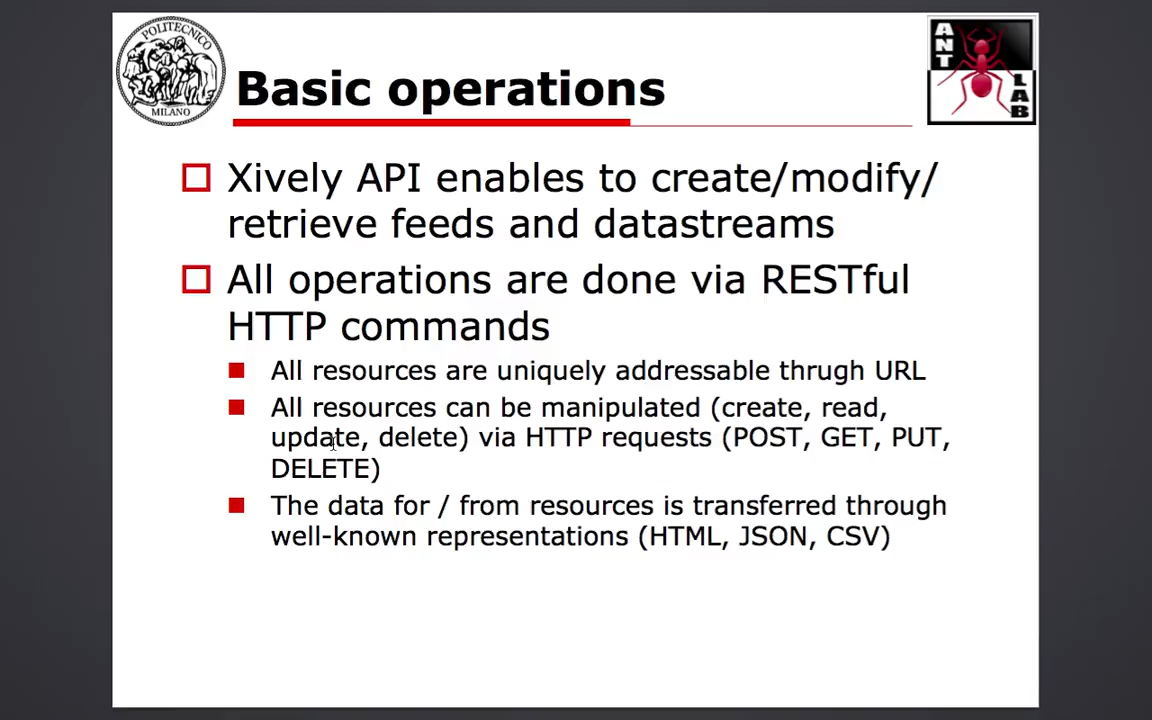 POLITECNICO
MILANO
Basic operations
ANT
LAB
Xively API enables to create/modify/
retrieve feeds and datastreams
All operations are done via RESTful
HTTP commands
All resources are uniquely addressable thrugh URL
All resources can be manipulated (create, read,
update, delete) via HTTP requests (POST, GET, PUT,
DELETE)
The data for / from resources is transferred through
well-known representations (HTML, JSON, CSV)